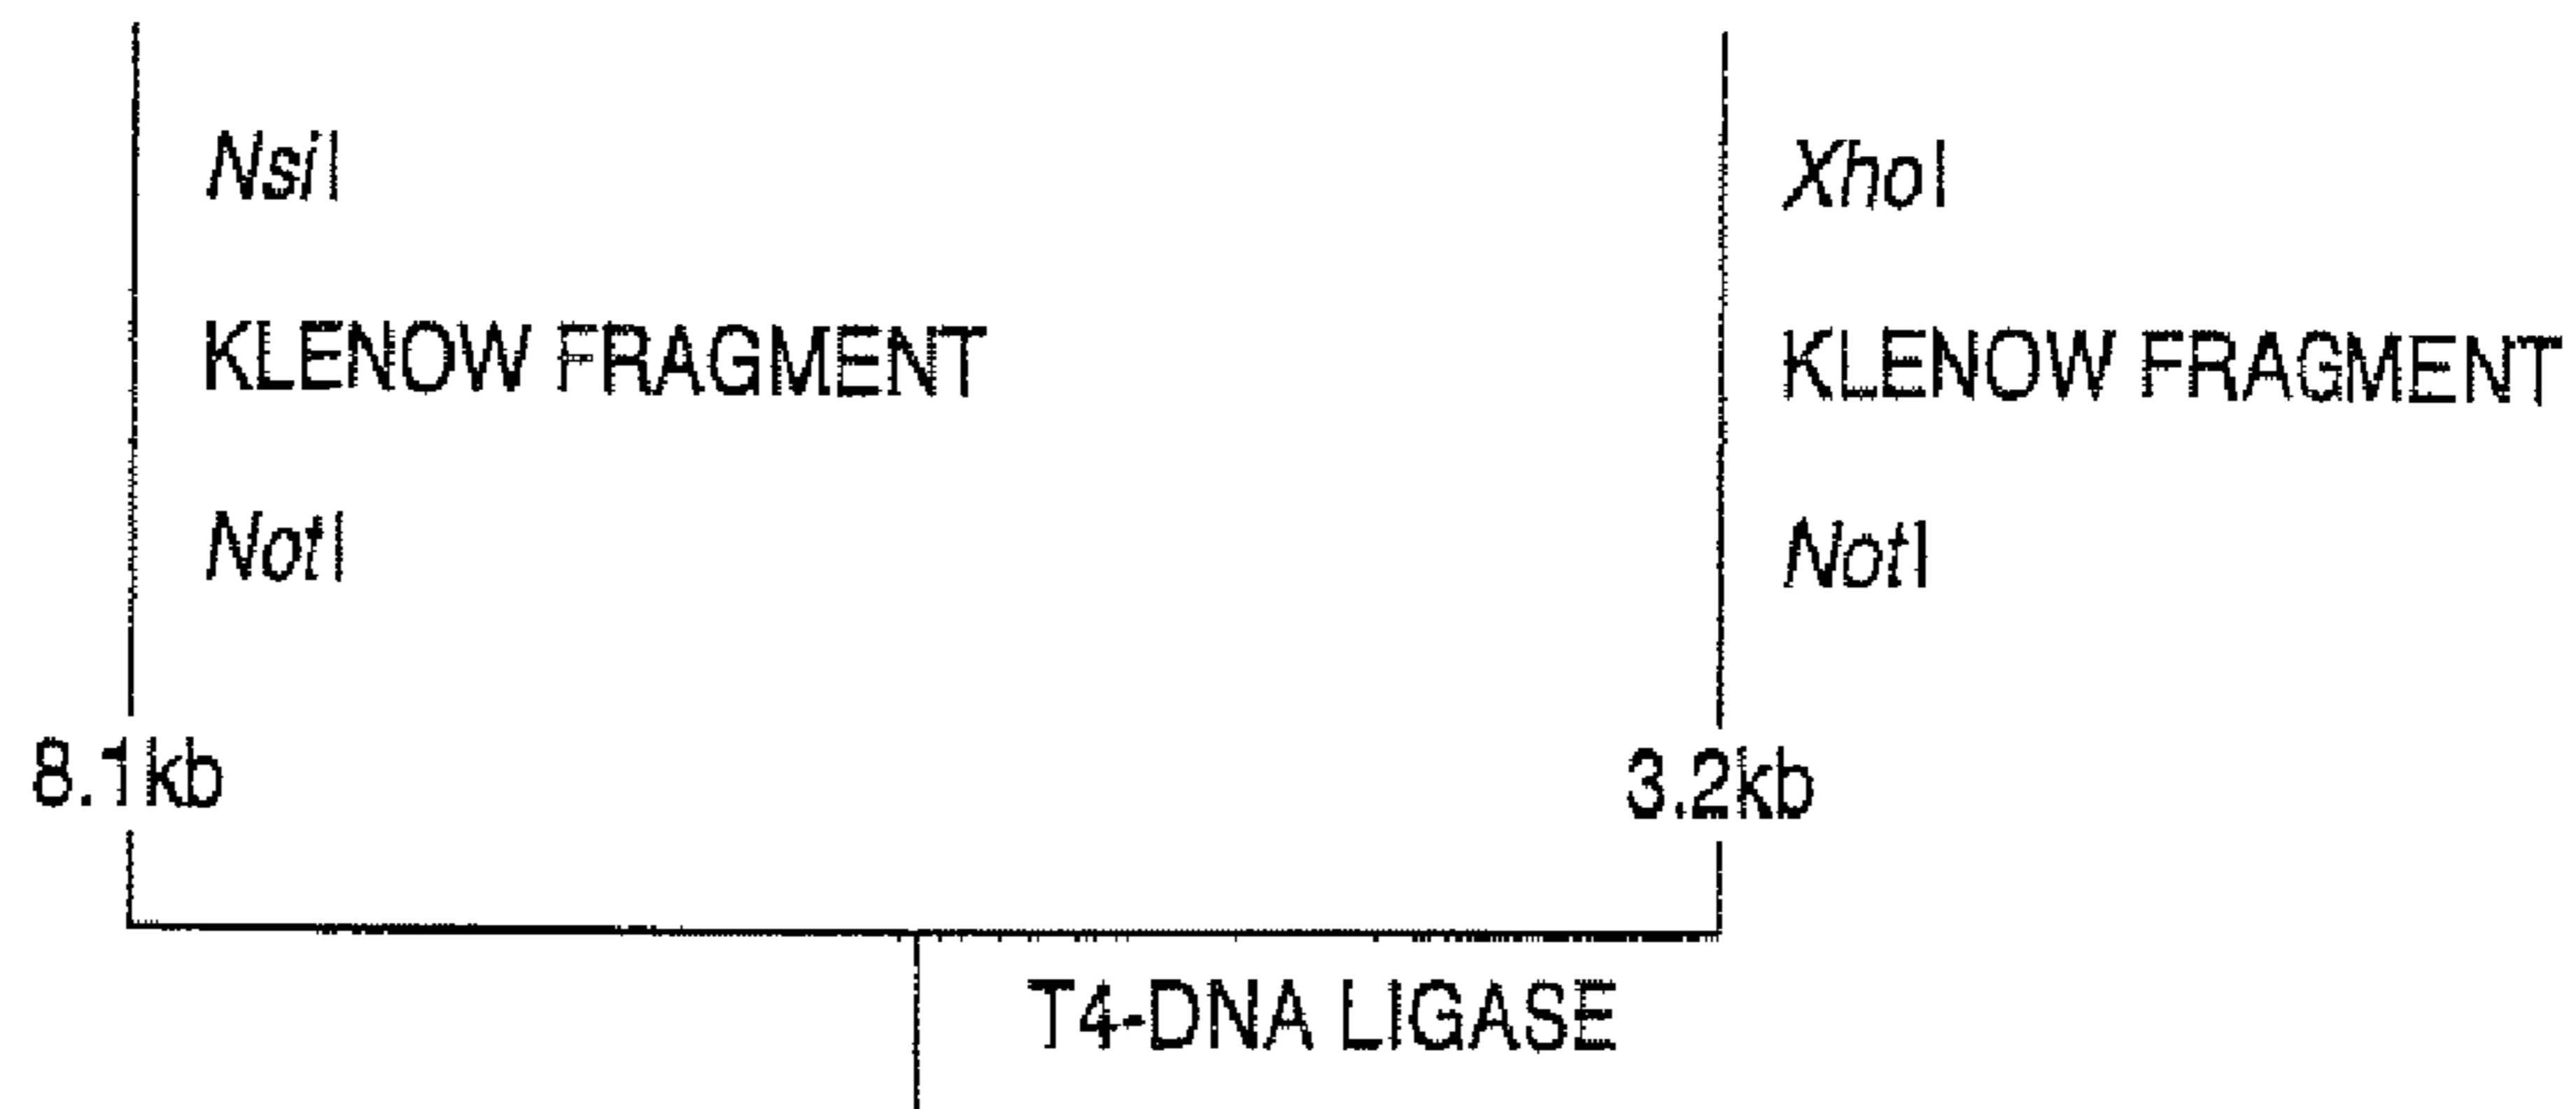 NsiI
XhoI
KLENOW FRAGMENT
KLENOW FRAGMENT
NotI
NotI
8.1kb
3.2kb
T4-DNA LIGASE